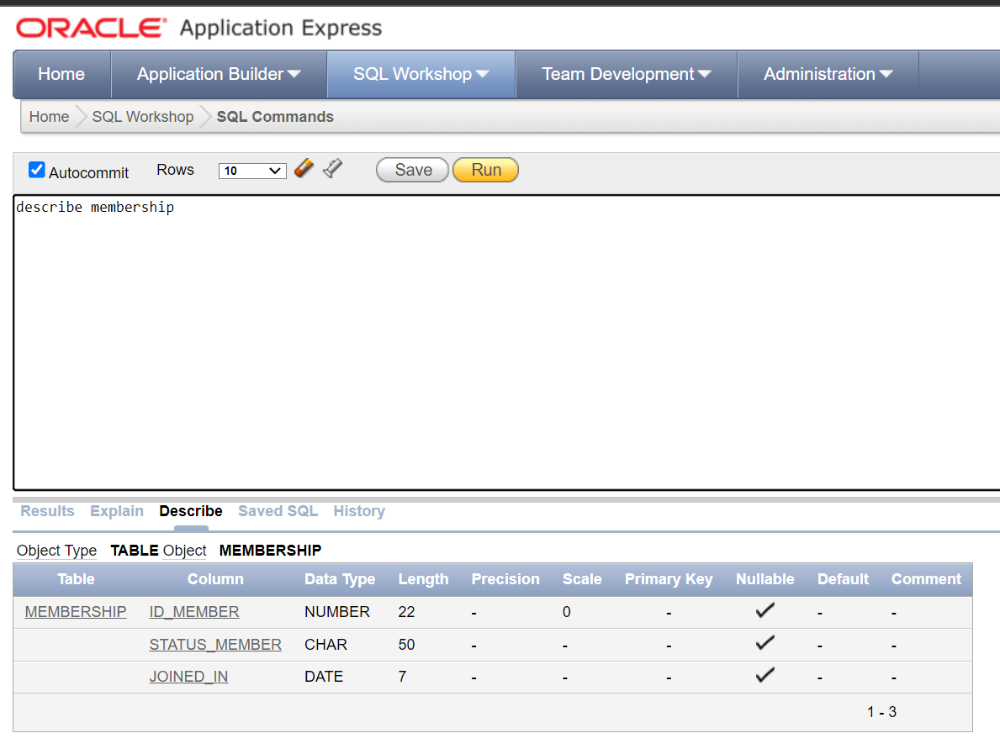 ORACLE Application Express
Home Application Builder SQL Workshop Team Development Administration
Home SQL Workshop SQL Commands
Autocommit Rows 10 Save Run
describe membership
Results Explain Describe Saved SQL History
Object Type TABLE Object MEMBERSHIP
Table Column Data Type Length Precision Scale Primary Key Nullable Default Comment
MEMBERSHIP ID_MEMBER NUMBER 22 - 0 - - -
STATUS_MEMBER CHAR 50 - - - - -
JOINED_IN DATE 7 - - - - -
1 - 3